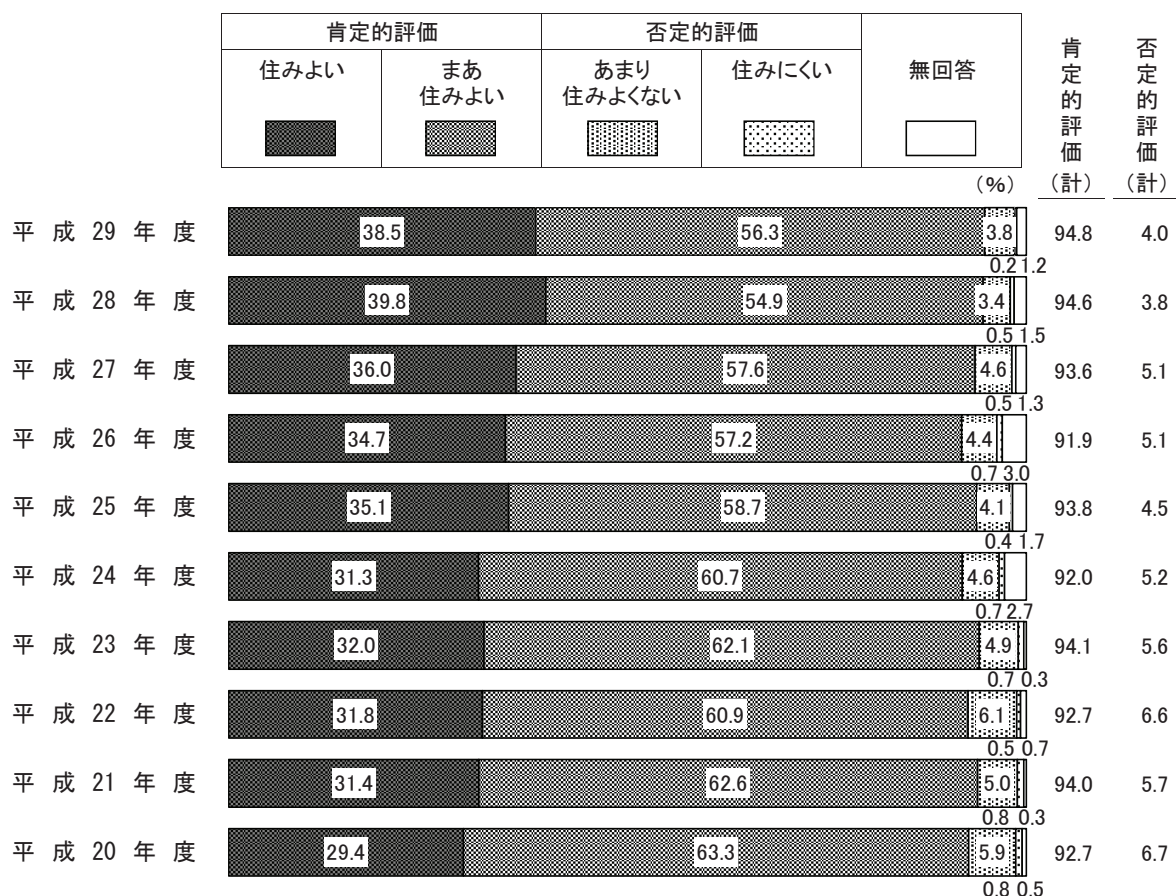 肯定的評価 否定的評価
住みよい まあ 住みよい あまり 住みよくない 住みにくい 無回答
肯定的評価(計) 否定的評価(計)
(%)
平成29年度 38.5 56.3 3.8 94.8 4.0
0.2 1.2
平成28年度 39.8 54.9 3.4 94.6 3.8
0.5 1.5
平成27年度 36.0 57.6 4.6 93.6 5.1
0.5 1.3
平成26年度 34.7 57.2 4.4 91.9 5.1
0.7 3.0
平成25年度 35.1 58.7 4.1 93.8 4.5
0.4 1.7
平成24年度 31.3 60.7 4.6 92.0 5.2
0.7 2.7
平成23年度 32.0 62.1 4.9 94.1 5.6
0.7 0.3
平成22年度 31.8 60.9 6.1 92.7 6.6
0.5 0.7
平成21年度 31.4 62.6 5.0 94.0 5.7
0.8 0.3
平成20年度 29.4 63.3 5.9 92.7 6.7
0.8 0.5